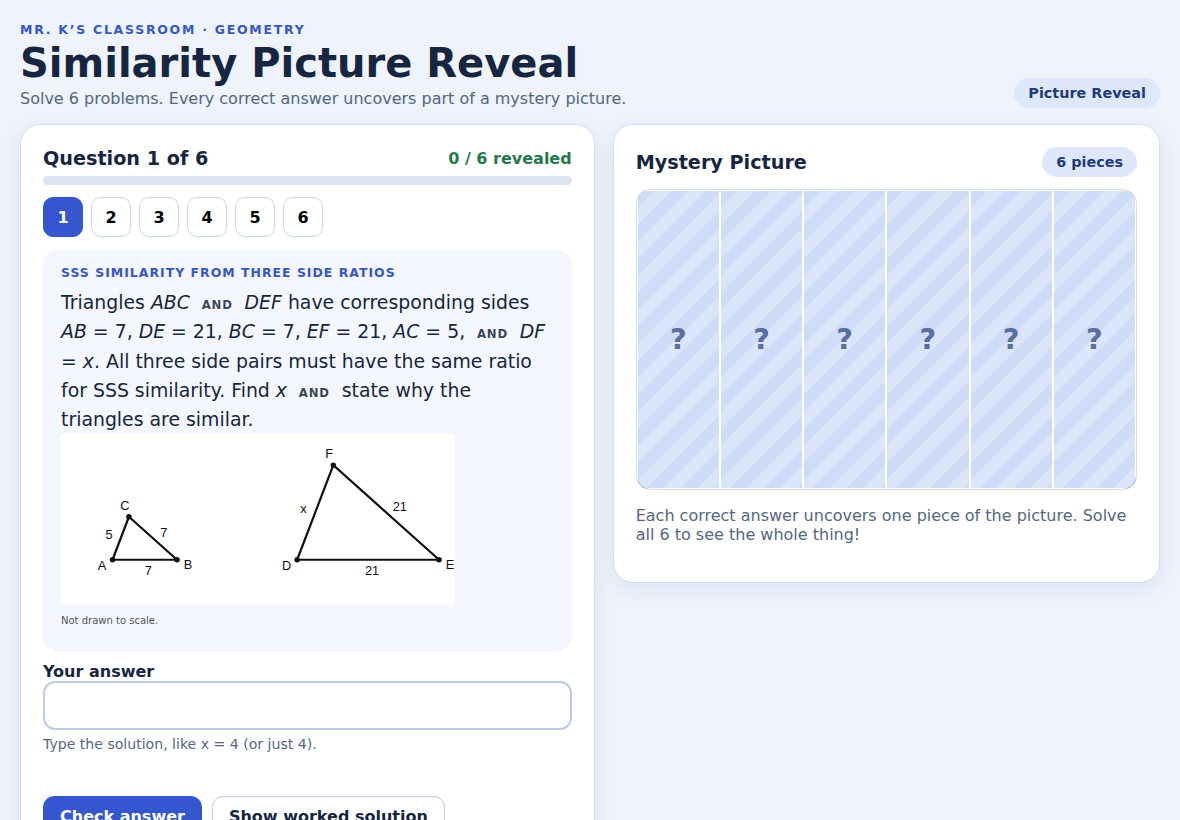 MR. K’S CLASSROOM · GEOMETRY
Similarity Picture Reveal
Solve 6 problems. Every correct answer uncovers part of a mystery picture.
Picture Reveal
Question 1 of 6
0 / 6 revealed
1 2 3 4 5 6
SSS SIMILARITY FROM THREE SIDE RATIOS
Triangles ABC AND DEF have corresponding sides
AB = 7, DE = 21, BC = 7, EF = 21, AC = 5, AND DF
= x. All three side pairs must have the same ratio
for SSS similarity. Find x AND state why the
triangles are similar.
F
C
x
21
5
7
A
B
7
D
E
21
Not drawn to scale.
Your answer
Type the solution, like x = 4 (or just 4).
Check answer
Show worked solution
Mystery Picture
6 pieces
? ? ? ? ? ?
Each correct answer uncovers one piece of the picture. Solve
all 6 to see the whole thing!